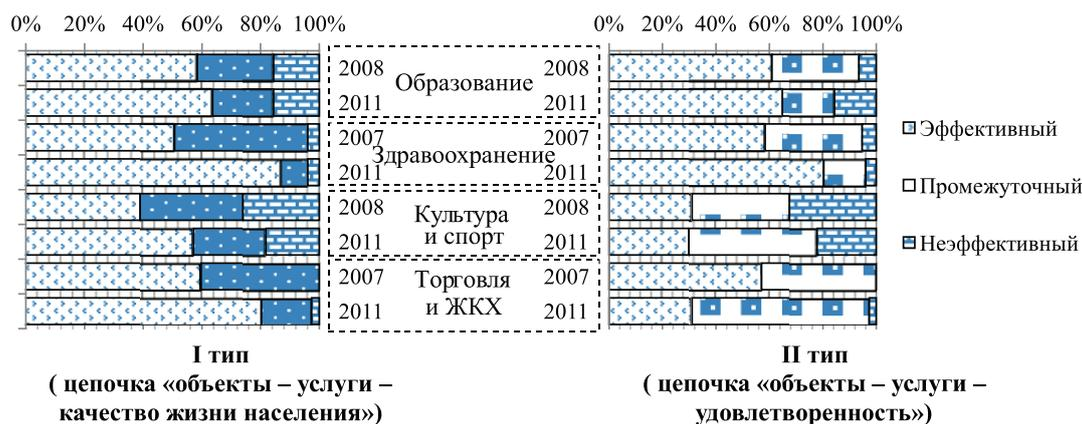 0% 20% 40% 60% 80% 100% 0% 20% 40% 60% 80% 100%
2008 Образование 2008
2011 2011
2007 Здравоохранение 2007
2011 2011
2008 Культура 2008
2011 и спорт 2011
2007 Торговля 2007
2011 и ЖКХ 2011
Эффективный
Промежуточный
Неэффективный
I тип
( цепочка «объекты – услуги –
качество жизни населения»)
II тип
( цепочка «объекты – услуги –
удовлетворенность»)